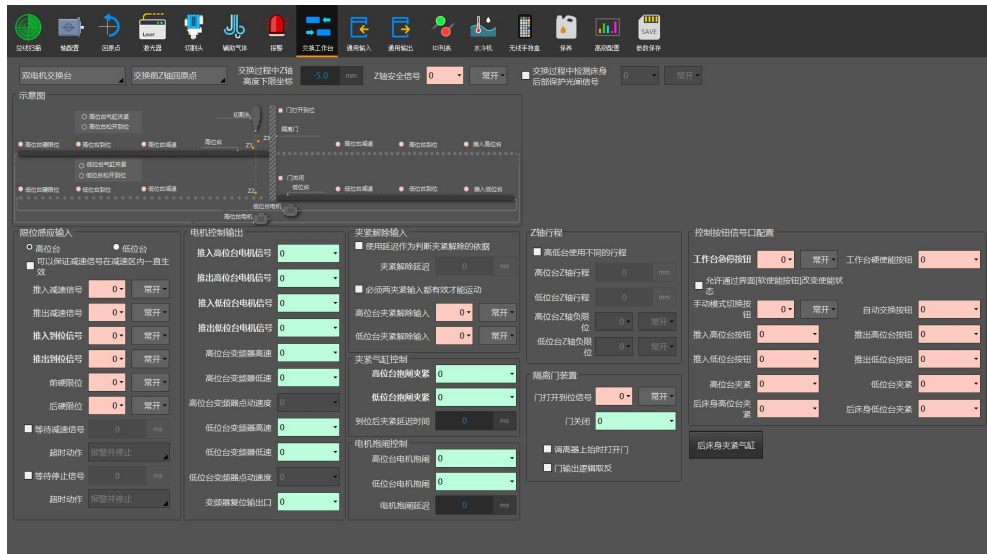 总线扫描 轴配置 回原点 激光器 切割头 辅助气体 报警 交换工作台 通用输入 通用输出 IO列表 水冷机 无线手持盒 保养 高级配置 参数保存
Laser SAVE
双电机交换台 交换前Z轴回原点 交换过程中Z轴高度下限坐标 -5.0 mm Z轴安全信号 0 常开 交换过程中检测床身后部保护光闸信号 0 常开
示意图
高位台气缸夹紧 切割头 门打开到位
高位台松开到位 隔离门
高位台硬限位 高位台到位 高位台减速 高位台 Z1 Z3 高位台减速 高位台到位 推入高位台
低位台气缸夹紧
低位台松开到位 门关闭
低位台硬限位 低位台到位 低位台减速 Z2 低位台 低位台减速 低位台到位 推入低位台
低位台电机
高位台电机
限位感应输入
高位台 低位台
可以保证减速信号在减速区内一直生效
推入减速信号 0 常开
推出减速信号 0 常开
推入到位信号 0 常开
推出到位信号 0 常开
前硬限位 0 常开
后硬限位 0 常开
等待减速信号 0 ms
超时动作 报警并停止
等待停止信号 0 ms
超时动作 报警并停止
电机控制输出
推入高位台电机信号 0
推出高位台电机信号 0
推入低位台电机信号 0
推出低位台电机信号 0
高位台变频器高速 0
高位台变频器低速 0
高位台变频器点动速度 0
低位台变频器高速 0
低位台变频器低速 0
低位台变频器点动速度 0
变频器复位输出口 0
夹紧解除输入
使用延迟作为判断夹紧解除的依据
夹紧解除延迟 0 ms
必须两夹紧输入都有效才能运动
高位台夹紧解除输入 0 常开
低位台夹紧解除输入 0 常开
夹紧气缸控制
高位台抱闸夹紧 0
低位台抱闸夹紧 0
到位后夹紧延迟时间 0 ms
电机抱闸控制
高位台电机抱闸 0
低位台电机抱闸 0
电机抱闸延迟 0 ms
Z轴行程
高低台使用不同的行程
高位台Z轴行程 0 mm
低位台Z轴行程 0 mm
高位台Z轴负限位 0 常开
低位台Z轴负限位 0 常开
隔离门装置
门打开到位信号 0 常开
门关闭 0
调高器上抬时打开门
门输出逻辑取反
控制按钮信号口配置
工作台急停按钮 0 常开 工作台硬使能按钮 0
允许通过界面[软使能按钮]改变使能状态
手动模式切换按钮 0 常开 自动交换按钮 0
推入高位台按钮 0 推出高位台按钮 0
推入低位台按钮 0 推出低位台按钮 0
高位台夹紧 0 低位台夹紧 0
后床身高位台夹紧 0 后床身低位台夹紧 0
后床身夹紧气缸